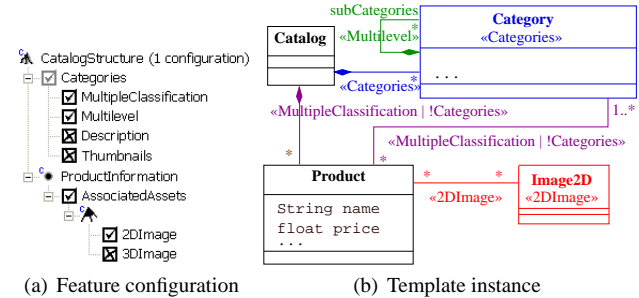 CatalogStructure (1 configuration)
Categories
MultipleClassification
Multilevel
Description
Thumbnails
ProductInformation
AssociatedAssets
2DImage
3DImage
(a) Feature configuration
subCategories
«Multilevel»
*
Catalog
Category
«Categories»
. . .
*
«Categories»
«MultipleClassification | !Categories»
1..*
«MultipleClassification | !Categories»
*
*
Product
String name
float price
...
*
*
«2DImage»
Image2D
«2DImage»
(b) Template instance